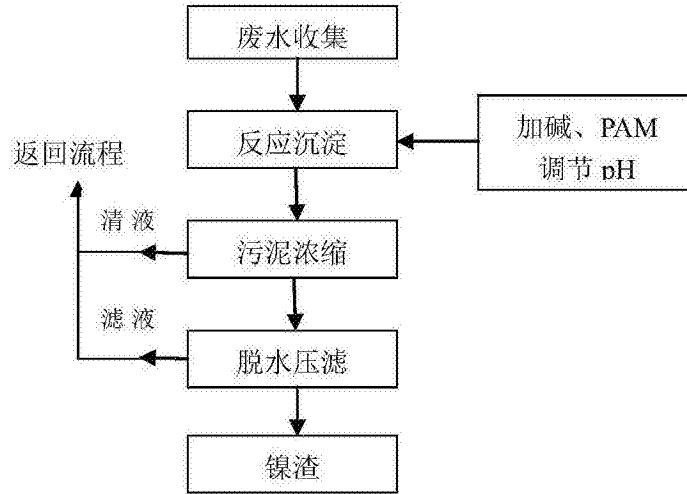 废水收集
反应沉淀
加碱、PAM
调节 pH
返回流程
清 液
污泥浓缩
滤 液
脱水压滤
镍渣